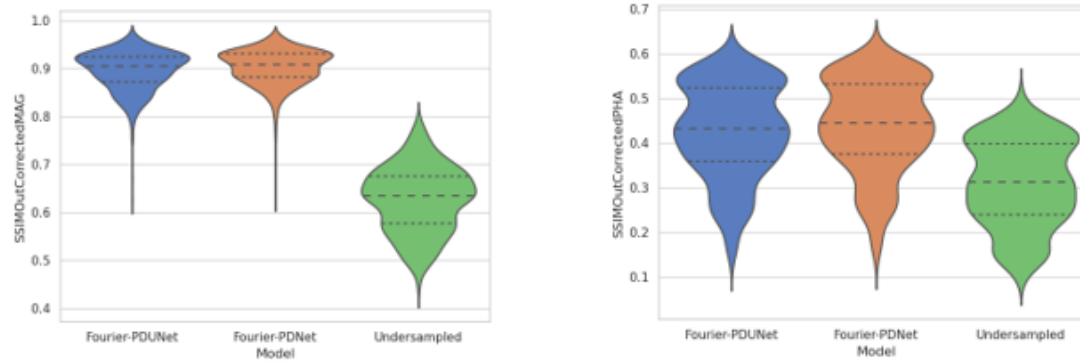 SSIMOutCorrectedMAG
1.0
0.9
0.8
0.7
0.6
0.5
0.4
Fourier-PDUNet Fourier-PDNet Undersampled
Model
SSIMOutCorrectedPHA
0.7
0.6
0.5
0.4
0.3
0.2
0.1
Fourier-PDUNet Fourier-PDNet Undersampled
Model